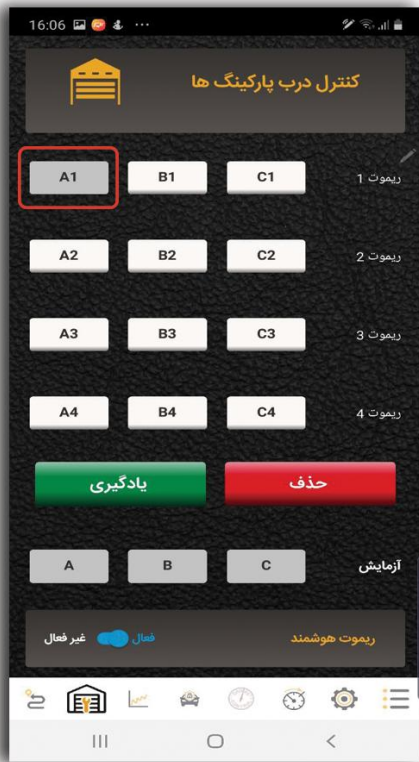 16:06
کنترل درب پارکینگ ها
ریموت 1 C1 B1 A1
ریموت 2 C2 B2 A2
ریموت 3 C3 B3 A3
ریموت 4 C4 B4 A4
حذف یادگیری
آزمایش C B A
ریموت هوشمند فعال غیر فعال